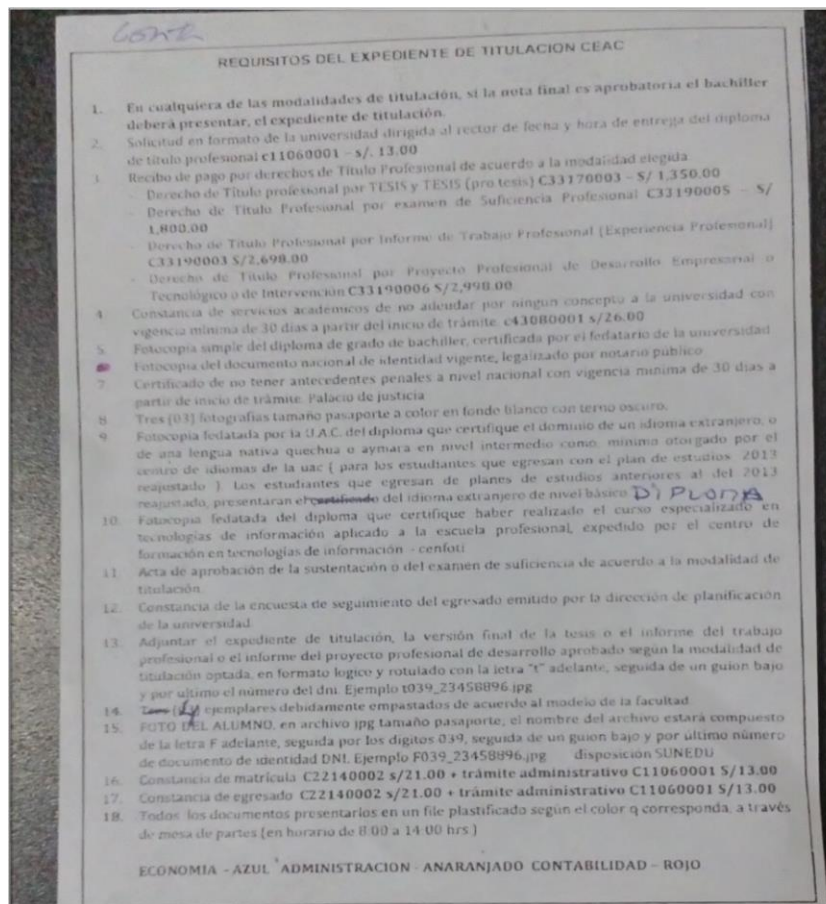 Conta
REQUISITOS DEL EXPEDIENTE DE TITULACION CEAC
1. En cualquiera de las modalidades de titulación, si la nota final es aprobatoria el bachiller
deberá presentar, el expediente de titulación.
2. Solicitud en formato de la universidad dirigida al rector de fecha y hora de entrega del diploma
de título profesional c11060001 – s/. 13.00
3. Recibo de pago por derechos de Título Profesional de acuerdo a la modalidad elegida
- Derecho de Título profesional por TESIS y TESIS (pro tesis) C33170003 – S/ 1,350.00
- Derecho de Título Profesional por examen de Suficiencia Profesional C33190005 – S/
1,800.00
- Derecho de Título Profesional por Informe de Trabajo Profesional (Experiencia Profesional)
C33190003 S/2,698.00
- Derecho de Título Profesional por Proyecto Profesional de Desarrollo Empresarial o
Tecnológico o de Intervención C33190006 S/2,998.00
4. Constancia de servicios académicos de no adeudar por ningún concepto a la universidad con
vigencia mínima de 30 días a partir del inicio de trámite. c43080001 s/26.00
5. Fotocopia simple del diploma de grado de bachiller, certificada por el fedatario de la universidad
Fotocopia del documento nacional de identidad vigente, legalizado por notario público
7. Certificado de no tener antecedentes penales a nivel nacional con vigencia mínima de 30 días a
partir de inicio de trámite. Palacio de justicia
8. Tres (03) fotografías tamaño pasaporte a color en fondo blanco con terno oscuro.
9. Fotocopia fedatada por la U.A.C. del diploma que certifique el dominio de un idioma extranjero, o
de una lengua nativa quechua o aymara en nivel intermedio como, mínimo otorgado por el
centro de idiomas de la uac ( para los estudiantes que egresan con el plan de estudios 2013
reajustado ). Los estudiantes que egresan de planes de estudios anteriores al del 2013
reajustado, presentaran el certificado del idioma extranjero de nivel básico DiPLOMA
10. Fotocopia fedatada del diploma que certifique haber realizado el curso especializado en
tecnologías de información aplicado a la escuela profesional, expedido por el centro de
formación en tecnologías de información - cenfoti
11. Acta de aprobación de la sustentación o del examen de suficiencia de acuerdo a la modalidad de
titulación.
12. Constancia de la encuesta de seguimiento del egresado emitido por la dirección de planificación
de la universidad
13. Adjuntar el expediente de titulación, la versión final de la tesis o el informe del trabajo
profesional o el informe del proyecto profesional de desarrollo aprobado según la modalidad de
titulación optada, en formato logico y rotulado con la letra "t" adelante, seguida de un guion bajo
y por ultimo el número del dni. Ejemplo t039_23458896.jpg
14. ejemplares debidamente empastados de acuerdo al modelo de la facultad
15. FOTO DEL ALUMNO, en archivo jpg tamaño pasaporte, el nombre del archivo estará compuesto
de la letra F adelante, seguida por los dígitos 039, seguida de un guion bajo y por último número
de documento de identidad DNI. Ejemplo F039_23458896.jpg disposición SUNEDU
16. Constancia de matrícula C22140002 s/21.00 + trámite administrativo C11060001 S/13.00
17. Constancia de egresado C22140002 s/21.00 + trámite administrativo C11060001 S/13.00
18. Todos los documentos presentarlos en un file plastificado según el color q corresponda, a través
de mesa de partes (en horario de 8:00 a 14:00 hrs )
ECONOMIA - AZUL ADMINISTRACION - ANARANJADO CONTABILIDAD – ROJO